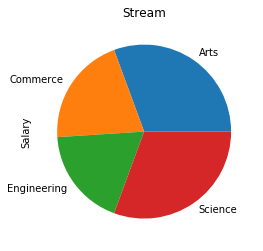 Stream
Arts
Commerce
Salary
Engineering
Science